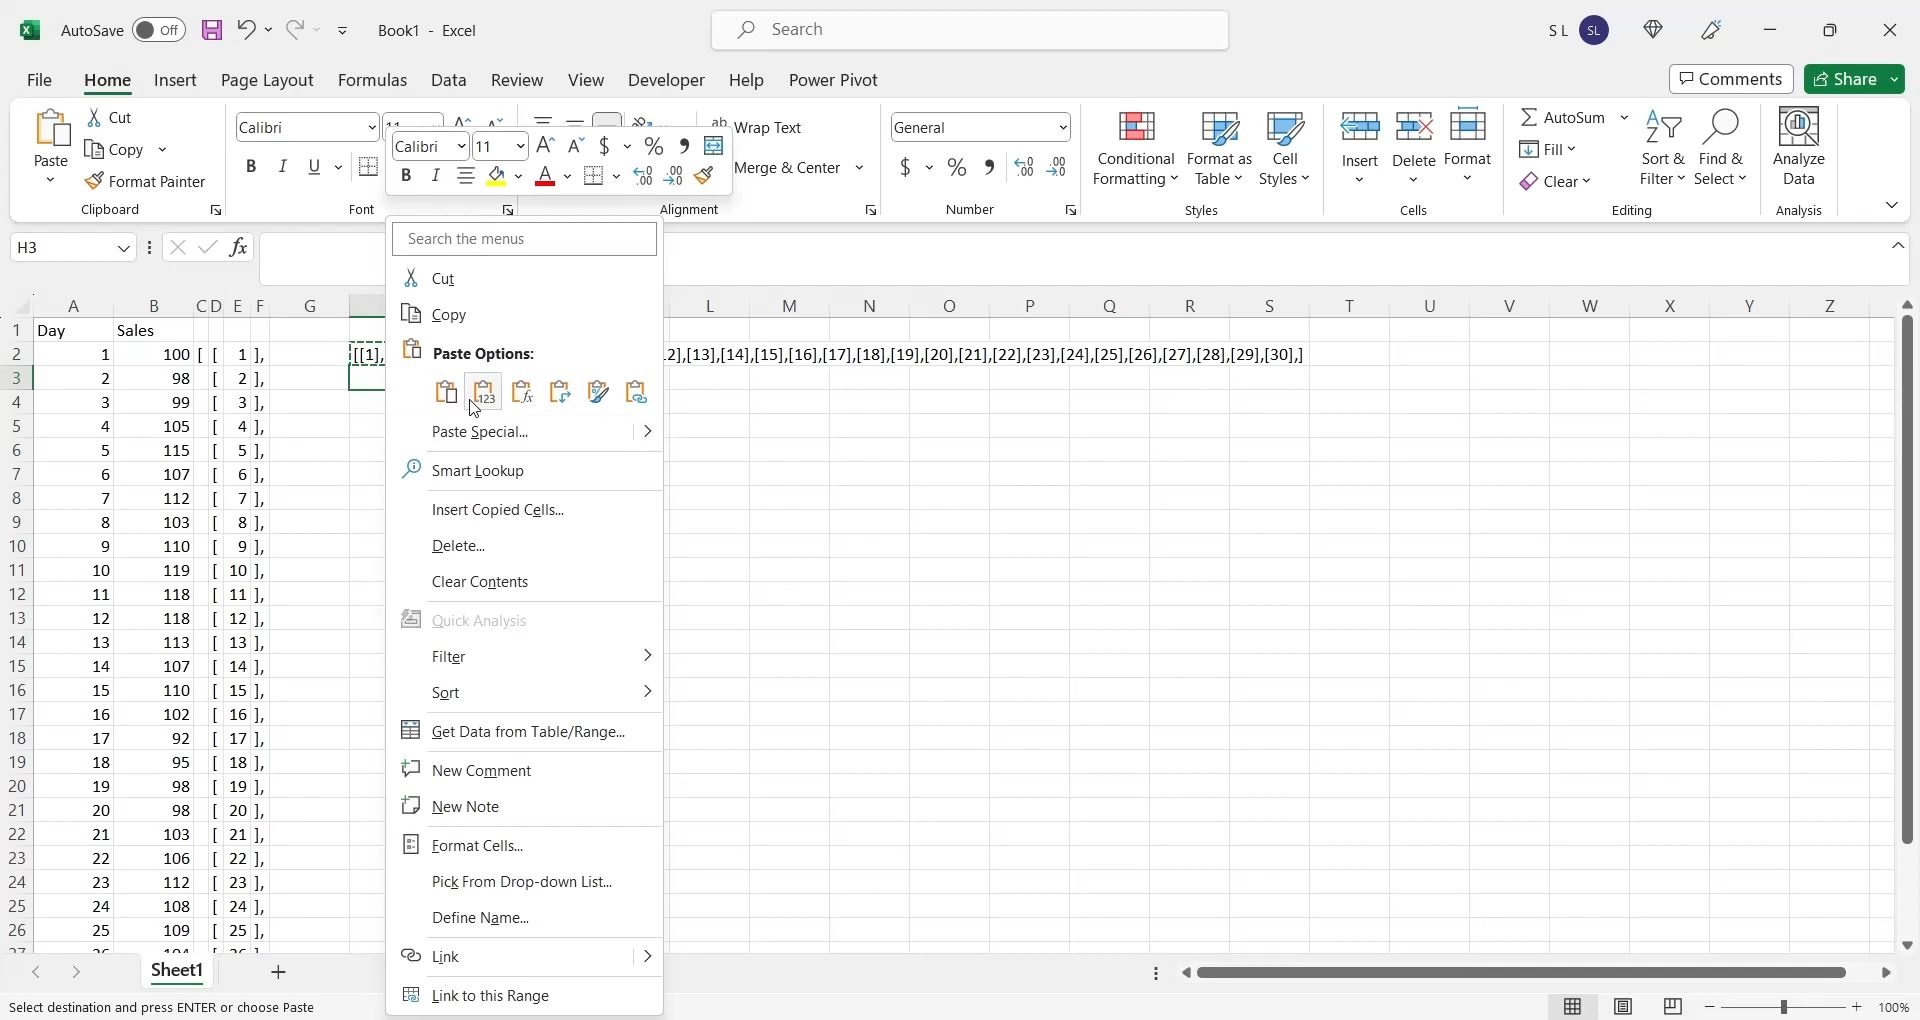 AutoSave Off Book1 - Excel Search S L SL
File Home Insert Page Layout Formulas Data Review View Developer Help Power Pivot Comments Share
Paste
Cut
Copy
Format Painter
Clipboard
Calibri
B I U
Font
Calibri 11 $ % ,
B I A
ab Wrap Text
Merge & Center
Alignment
General
$ % ,
Number
Conditional Formatting
Format as Table
Cell Styles
Styles
Insert Delete Format
Cells
AutoSum
Fill
Clear
Sort & Filter
Find & Select
Editing
Analyze Data
Analysis
H3 fx
A B C D E F G L M N O P Q R S T U V W X Y Z
1 Day Sales
2 1 100 [ [ 1 ], [[1], 2],[13],[14],[15],[16],[17],[18],[19],[20],[21],[22],[23],[24],[25],[26],[27],[28],[29],[30],]
3 2 98 [ 2 ],
4 3 99 [ 3 ],
5 4 105 [ 4 ],
6 5 115 [ 5 ],
7 6 107 [ 6 ],
8 7 112 [ 7 ],
9 8 103 [ 8 ],
10 9 110 [ 9 ],
11 10 119 [ 10 ],
12 11 118 [ 11 ],
13 12 118 [ 12 ],
14 13 113 [ 13 ],
15 14 107 [ 14 ],
16 15 110 [ 15 ],
17 16 102 [ 16 ],
18 17 92 [ 17 ],
19 18 95 [ 18 ],
20 19 98 [ 19 ],
21 20 98 [ 20 ],
22 21 103 [ 21 ],
23 22 106 [ 22 ],
24 23 112 [ 23 ],
25 24 108 [ 24 ],
26 25 109 [ 25 ],
Search the menus
Cut
Copy
Paste Options:
123 fx
Paste Special...
Smart Lookup
Insert Copied Cells...
Delete...
Clear Contents
Quick Analysis
Filter
Sort
Get Data from Table/Range...
New Comment
New Note
Format Cells...
Pick From Drop-down List...
Define Name...
Link
Link to this Range
Sheet1
Select destination and press ENTER or choose Paste 100%